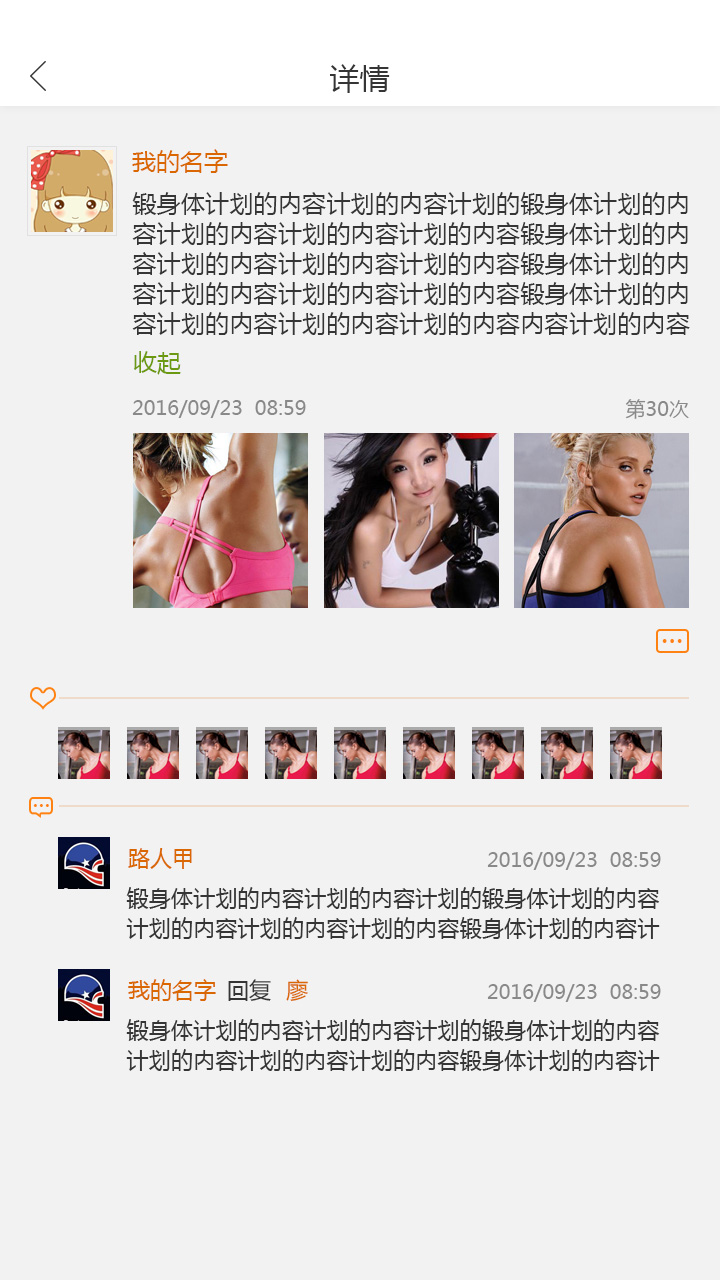 详情
我的名字
锻身体计划的内容计划的内容计划的锻身体计划的内
容计划的内容计划的内容计划的内容锻身体计划的内
容计划的内容计划的内容计划的内容锻身体计划的内
容计划的内容计划的内容计划的内容锻身体计划的内
容计划的内容计划的内容计划的内容内容计划的内容
收起
2016/09/23 08:59 第30次
路人甲 2016/09/23 08:59
锻身体计划的内容计划的内容计划的锻身体计划的内容
计划的内容计划的内容计划的内容锻身体计划的内容计
我的名字 回复 廖 2016/09/23 08:59
锻身体计划的内容计划的内容计划的锻身体计划的内容
计划的内容计划的内容计划的内容锻身体计划的内容计